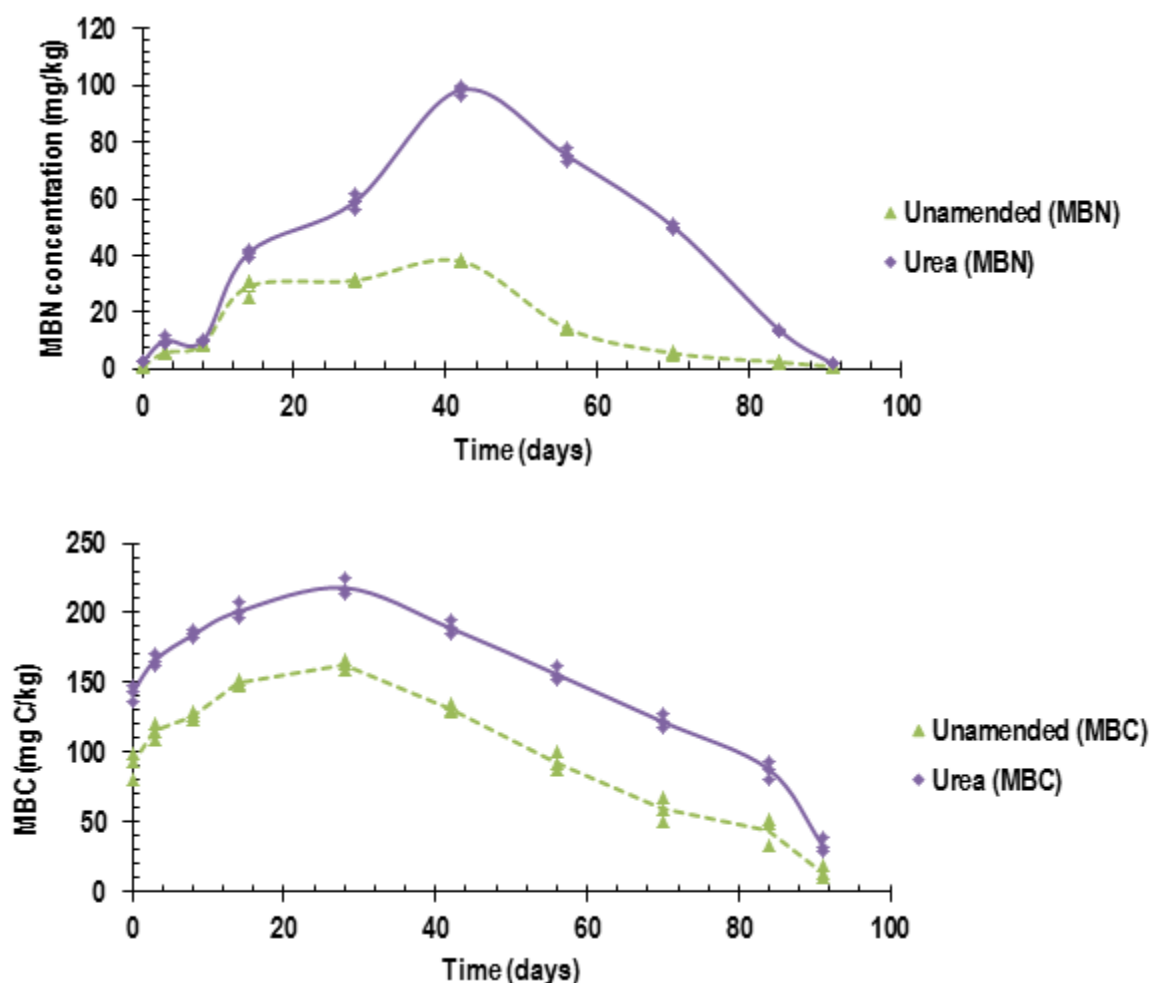 MBN concentration (mg/kg)
120
100
80
60
40
20
0
0 20 40 60 80 100
Time (days)
Unamended (MBN)
Urea (MBN)
MBC (mg C/kg)
250
200
150
100
50
0
0 20 40 60 80 100
Time (days)
Unamended (MBC)
Urea (MBC)